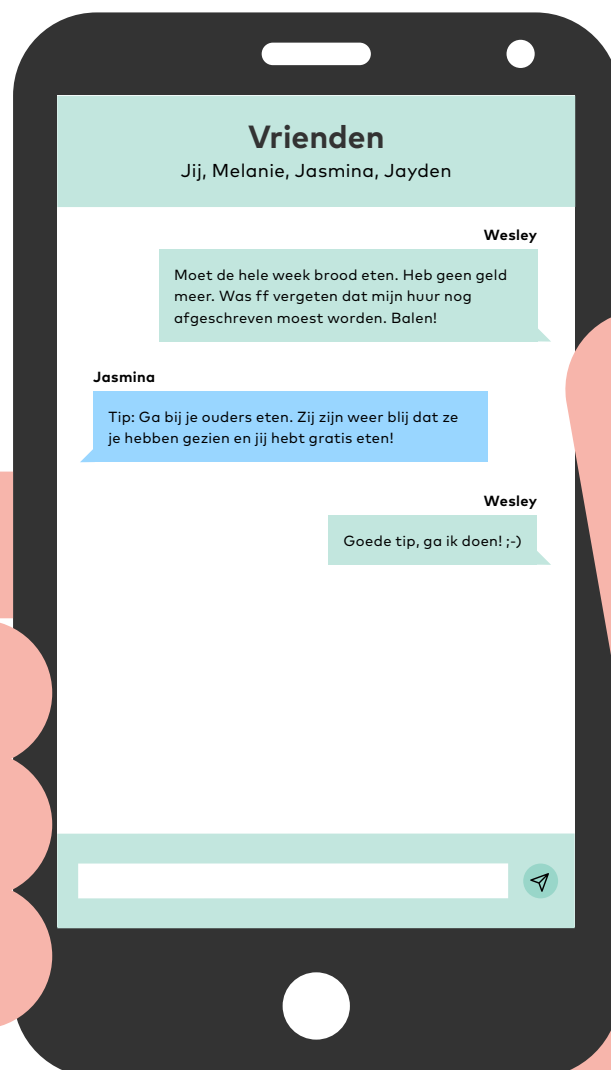 Vrienden
Jij, Melanie, Jasmina, Jayden
Wesley
Moet de hele week brood eten. Heb geen geld
meer. Was ff vergeten dat mijn huur nog
afgeschreven moest worden. Balen!
Jasmina
Tip: Ga bij je ouders eten. Zij zijn weer blij dat ze
je hebben gezien en jij hebt gratis eten!
Wesley
Goede tip, ga ik doen! ;-)